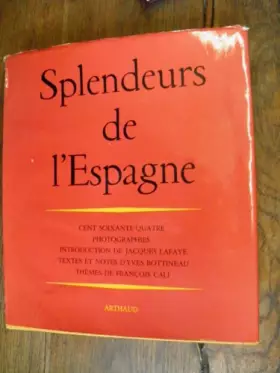 Splendeurs
de
l'Espagne
CENT SOIXANTE-QUATRE
PHOTOGRAPHIES
INTRODUCTION DE JACQUES LAFAYE
TEXTES ET NOTES D'YVES BOTTINEAU
THÈMES DE FRANÇOIS CALI
ARTHAUD